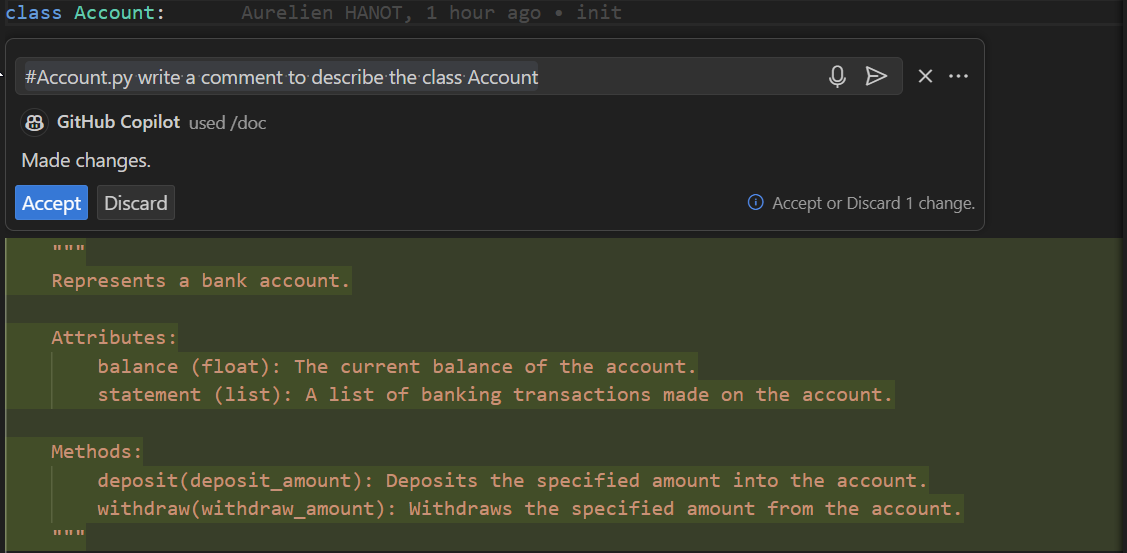 class Account:    Aurelien HANOT, 1 hour ago • init
#Account.py write a comment to describe the class Account
GitHub Copilot used /doc
Made changes.
Accept Discard Accept or Discard 1 change.
"""
Represents a bank account.
Attributes:
balance (float): The current balance of the account.
statement (list): A list of banking transactions made on the account.
Methods:
deposit(deposit_amount): Deposits the specified amount into the account.
withdraw(withdraw_amount): Withdraws the specified amount from the account.
"""